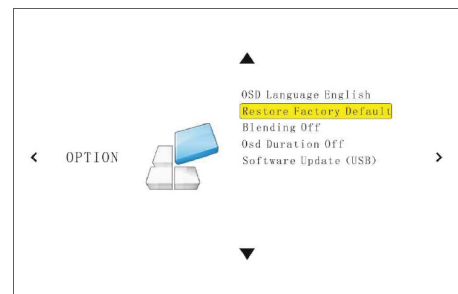 OSD Language English
Restore Factory Default
Blending Off
Osd Duration Off
OPTION
Software Update (USB)